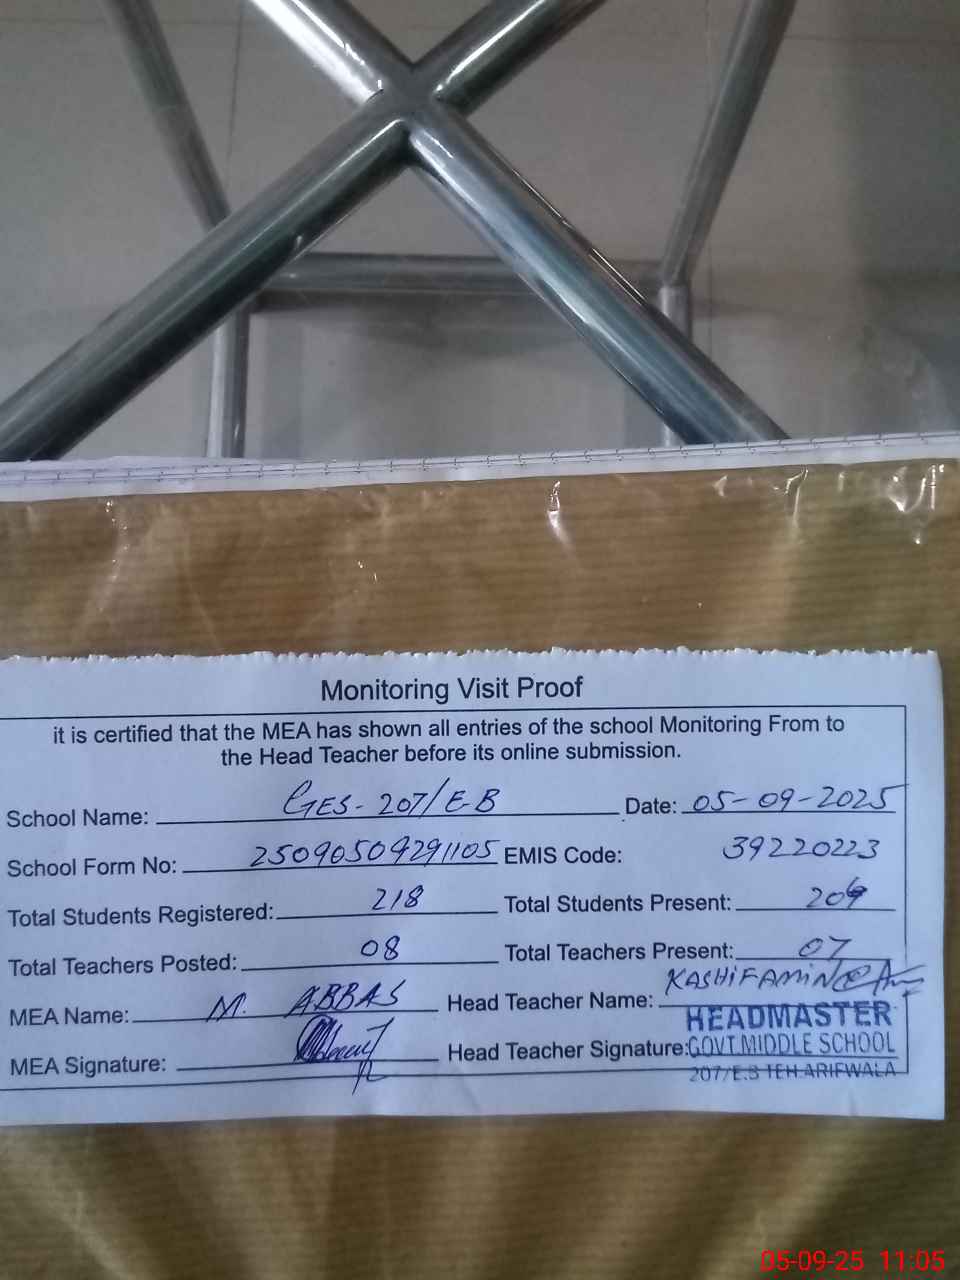 Monitoring Visit Proof
it is certified that the MEA has shown all entries of the school Monitoring From to
the Head Teacher before its online submission.
School Name: GES-207/E-B Date: 05-09-2025
School Form No: 25090509291105 EMIS Code: 39220223
Total Students Registered: 218 Total Students Present:
Total Teachers Posted: 08 Total Teachers Present: 07
MEA Name: M. ABBAS Head Teacher Name: KASHIF AMIN
HEADMASTER
MEA Signature: Head Teacher Signature: GOVT.MIDDLE SCHOOL
207/E.B TEH.ARIFWALA
05-09-25 11:05